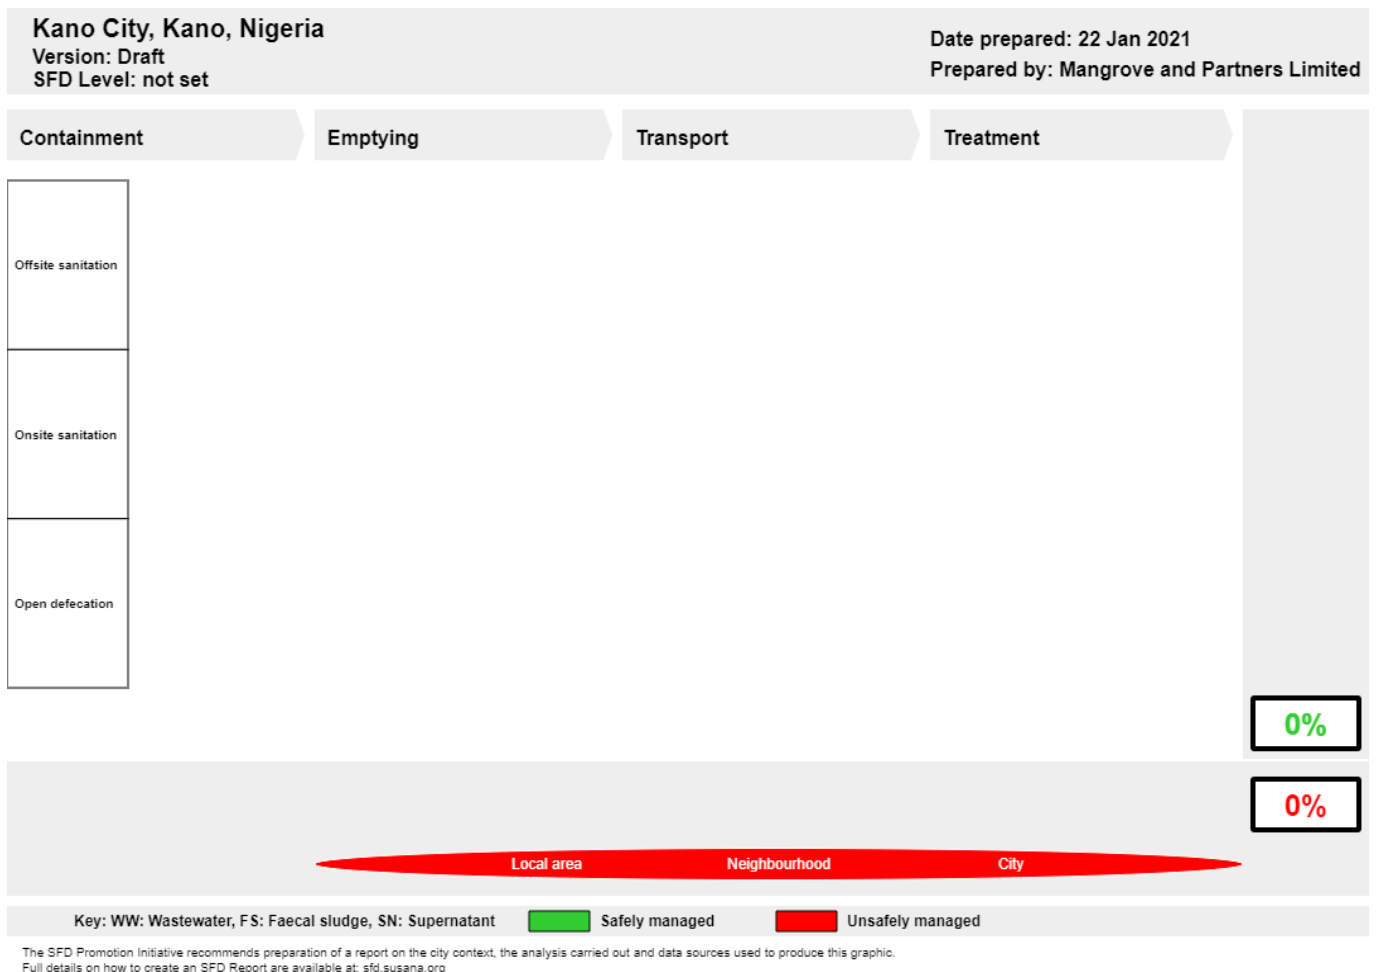 Kano City, Kano, Nigeria
Version: Draft
SFD Level: not set
Date prepared: 22 Jan 2021
Prepared by: Mangrove and Partners Limited
Containment
Emptying
Transport
Treatment
Offsite sanitation
Onsite sanitation
Open defecation
0%
0%
Local area
Neighbourhood
City
Key: WW: Wastewater, FS: Faecal sludge, SN: Supernatant
Safely managed
Unsafely managed
The SFD Promotion Initiative recommends preparation of a report on the city context, the analysis carried out and data sources used to produce this graphic.
Full details on how to create an SFD Report are available at: sfd.susana.org